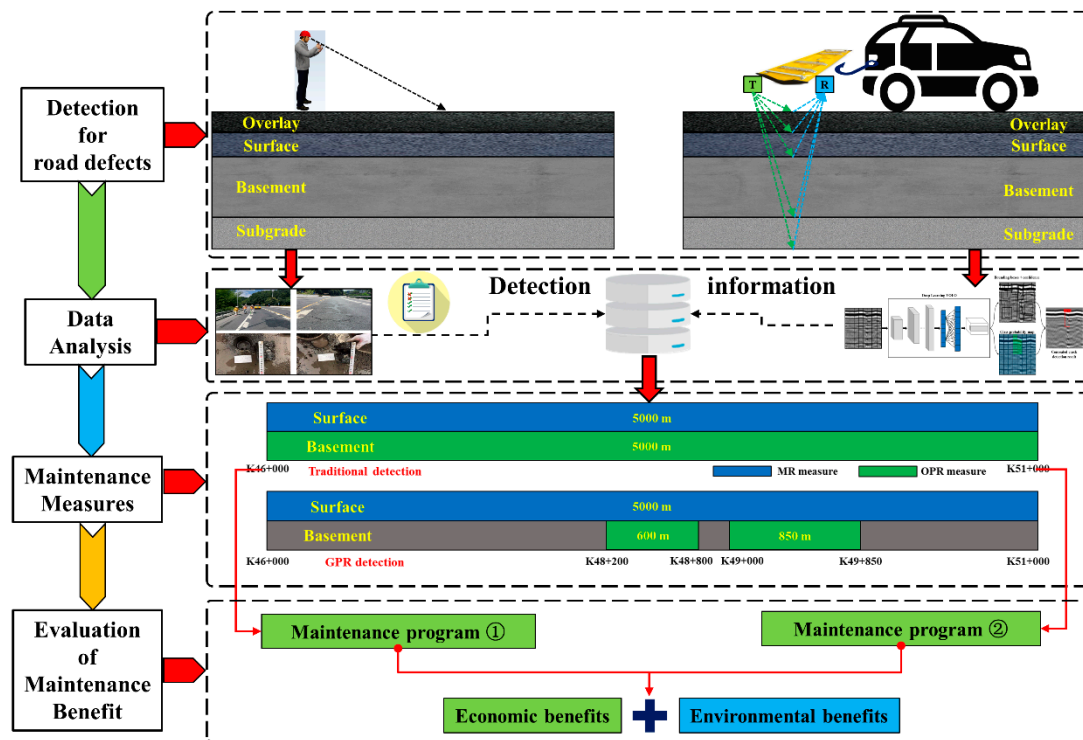 Detection
for
road defects
T
R
Overlay
Surface
Basement
Subgrade
Overlay
Surface
Basement
Subgrade
Data
Analysis
Detection information
Deep Learning YOLO
Maintenance
Measures
Surface 5000 m
Basement 5000 m
K46+000 Traditional detection MR measure OPR measure K51+000
Surface 5000 m
Basement 600 m 850 m
K46+000 GPR detection K48+200 K48+800 K49+000 K49+850 K51+000
Evaluation
of
Maintenance
Benefit
Maintenance program ①
Maintenance program ②
Economic benefits
Environmental benefits